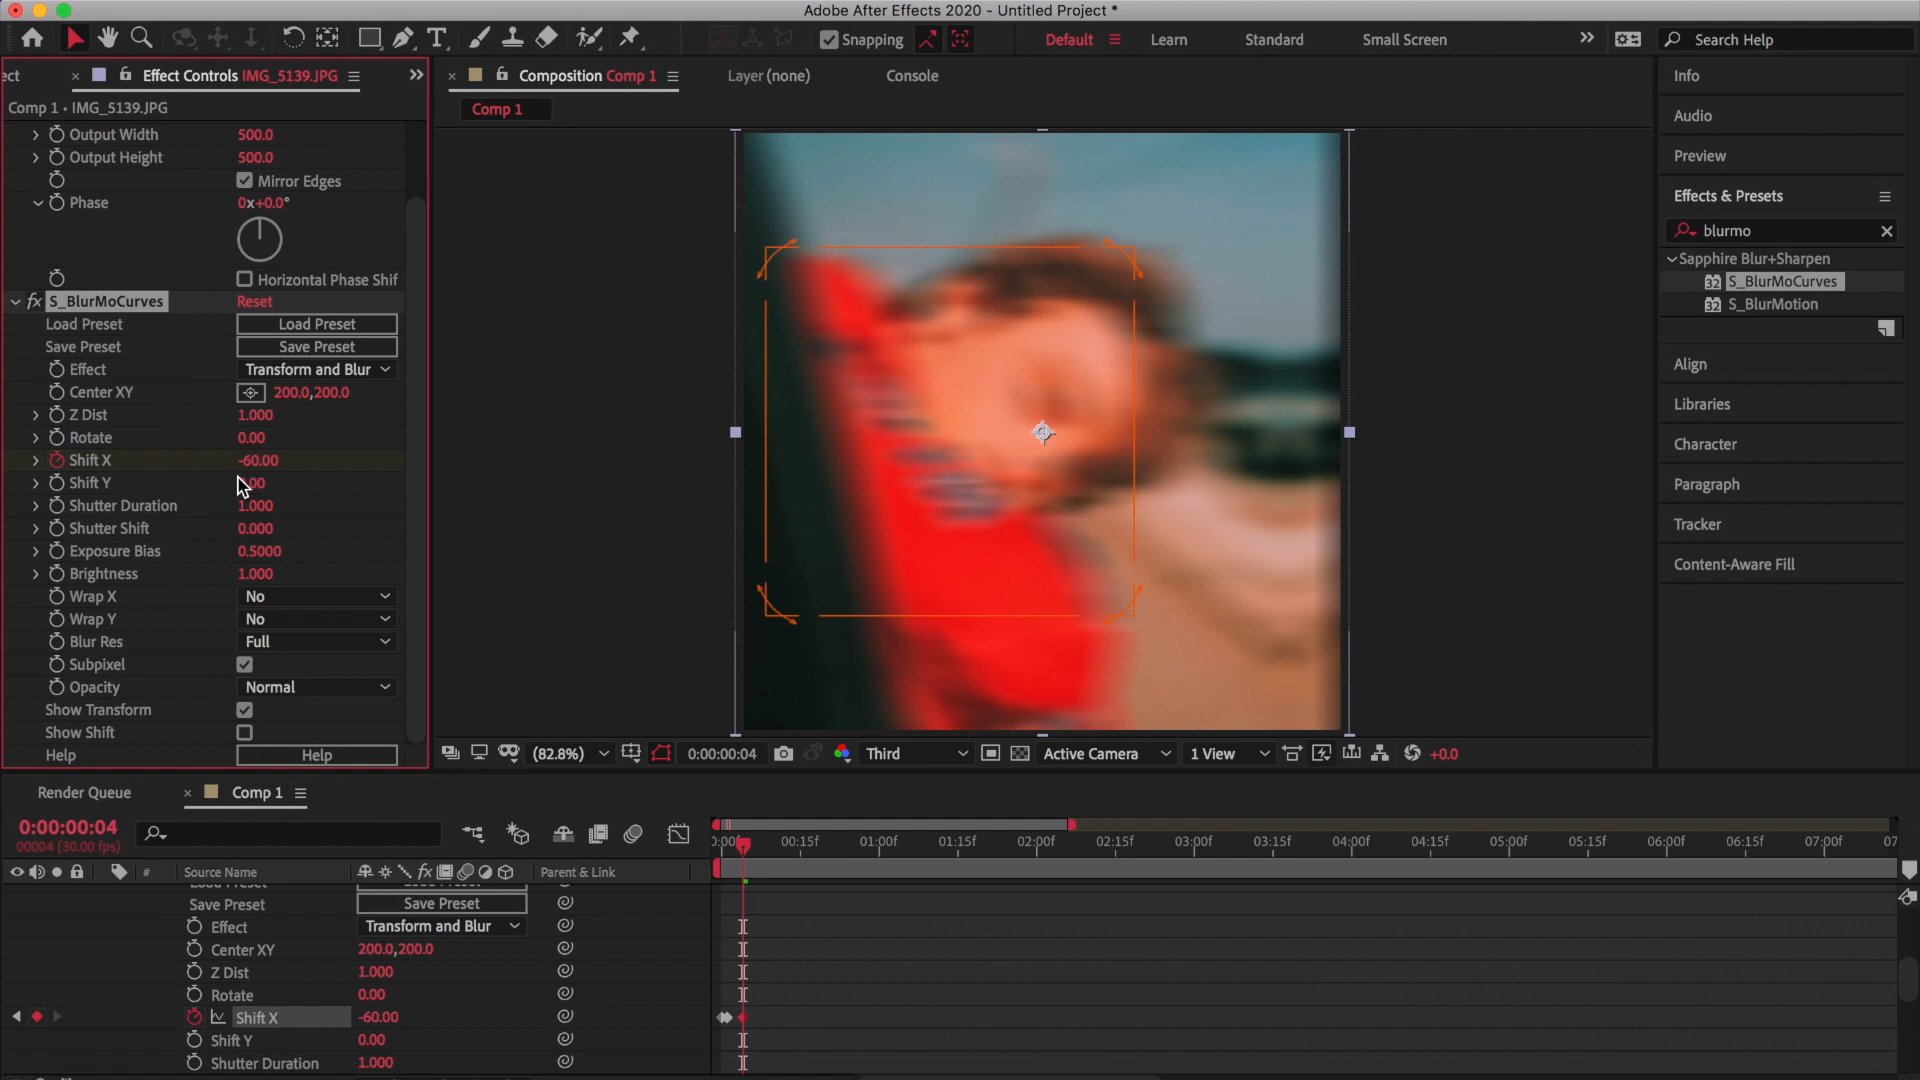 Adobe After Effects 2020 - Untitled Project *
Snapping
Default
Learn
Standard
Small Screen
Search Help
ect
Effect Controls IMG_5139.JPG
Comp 1 • IMG_5139.JPG
Output Width 500.0
Output Height 500.0
Mirror Edges
Phase 0x+0.0°
Horizontal Phase Shif
fx S_BlurMoCurves Reset
Load Preset Load Preset
Save Preset Save Preset
Effect Transform and Blur
Center XY 200.0,200.0
Z Dist 1.000
Rotate 0.00
Shift X -60.00
Shift Y .00
Shutter Duration 1.000
Shutter Shift 0.000
Exposure Bias 0.5000
Brightness 1.000
Wrap X No
Wrap Y No
Blur Res Full
Subpixel
Opacity Normal
Show Transform
Show Shift
Help Help
Composition Comp 1
Layer (none)
Console
Comp 1
(82.8%) 0:00:00:04 Third Active Camera 1 View +0.0
Info
Audio
Preview
Effects & Presets
blurmo
Sapphire Blur+Sharpen
32 S_BlurMoCurves
32 S_BlurMotion
Align
Libraries
Character
Paragraph
Tracker
Content-Aware Fill
Render Queue
Comp 1
0:00:00:04
00004 (30.00 fps)
0:00f 00:15f 01:00f 01:15f 02:00f 02:15f 03:00f 03:15f 04:00f 04:15f 05:00f 05:15f 06:00f 06:15f 07:00f 07
# Source Name fx Parent & Link
Save Preset Save Preset
Effect Transform and Blur
Center XY 200.0,200.0
Z Dist 1.000
Rotate 0.00
Shift X -60.00
Shift Y 0.00
Shutter Duration 1.000